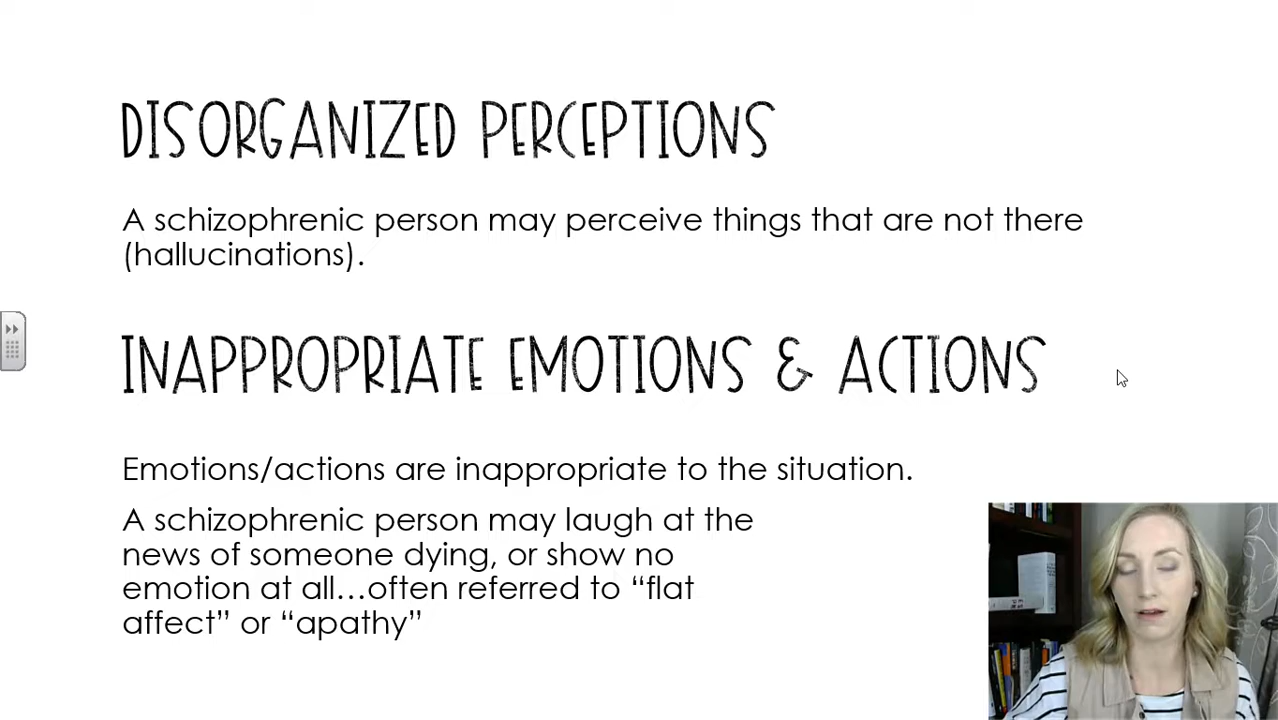 DISORGANIZED PERCEPTIONS
A schizophrenic person may perceive things that are not there
(hallucinations).
INAPPROPRIATE EMOTIONS & ACTIONS
Emotions/actions are inappropriate to the situation.
A schizophrenic person may laugh at the
news of someone dying, or show no
emotion at all…often referred to “flat
affect” or “apathy”